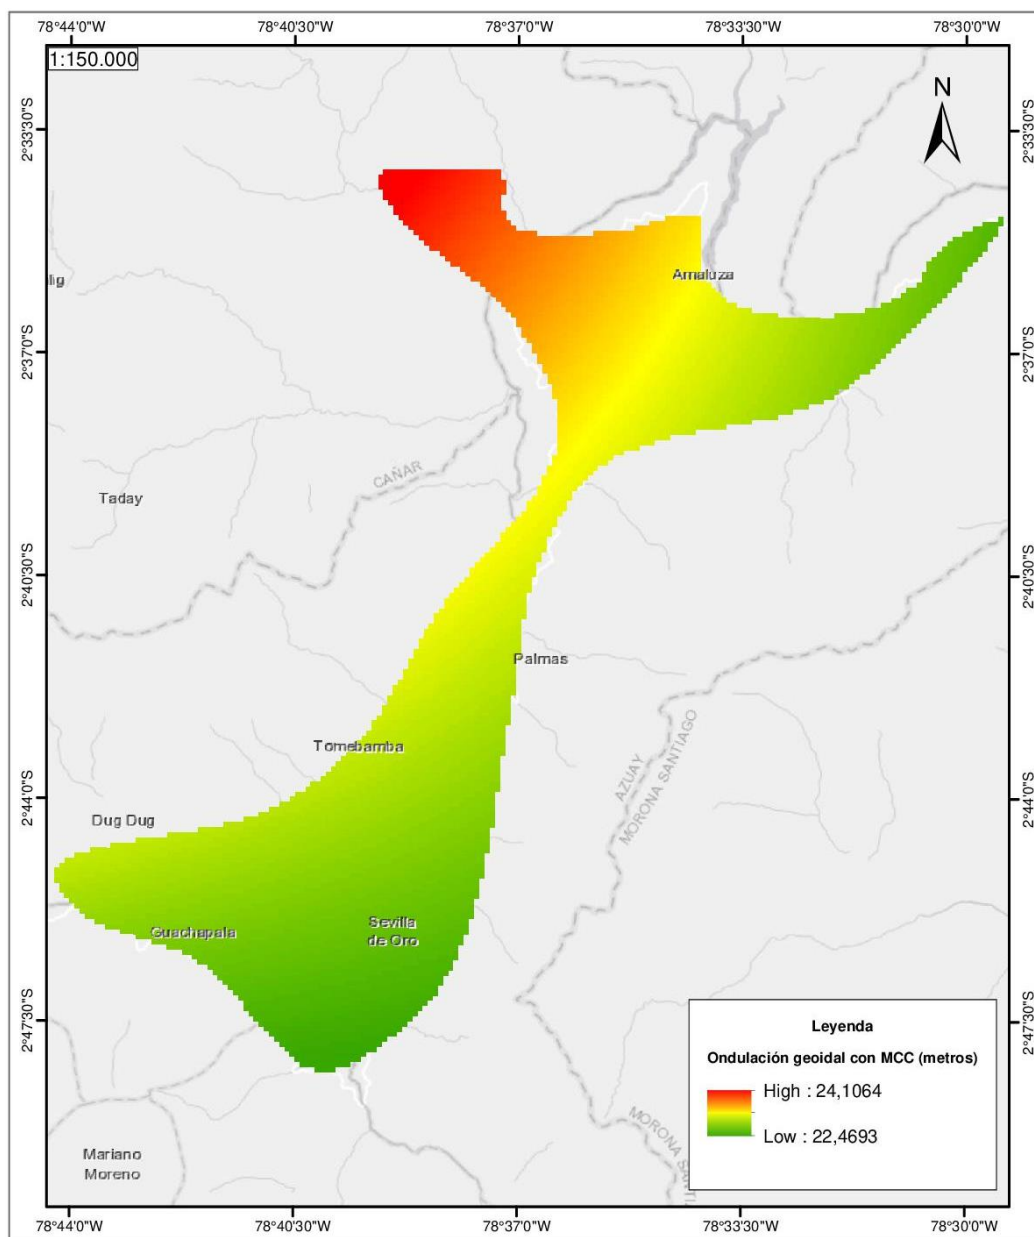 78°44'0"W 78°40'30"W 78°37'0"W 78°33'30"W 78°30'0"W
1:150.000
N
2°33'30"S 2°33'30"S
Amaluza
lig
2°37'0"S 2°37'0"S
CAÑAR
Taday
2°40'30"S 2°40'30"S
Palmas
Tomebamba
AZUAY
MORONA SANTIAGO
2°44'0"S 2°44'0"S
Dug Dug
Guachapala
Sevilla
de Oro
2°47'30"S 2°47'30"S
Leyenda
Ondulación geoidal con MCC (metros)
High : 24,1064
Low : 22,4693
MORONA SANTI
Mariano
Moreno
78°44'0"W 78°40'30"W 78°37'0"W 78°33'30"W 78°30'0"W